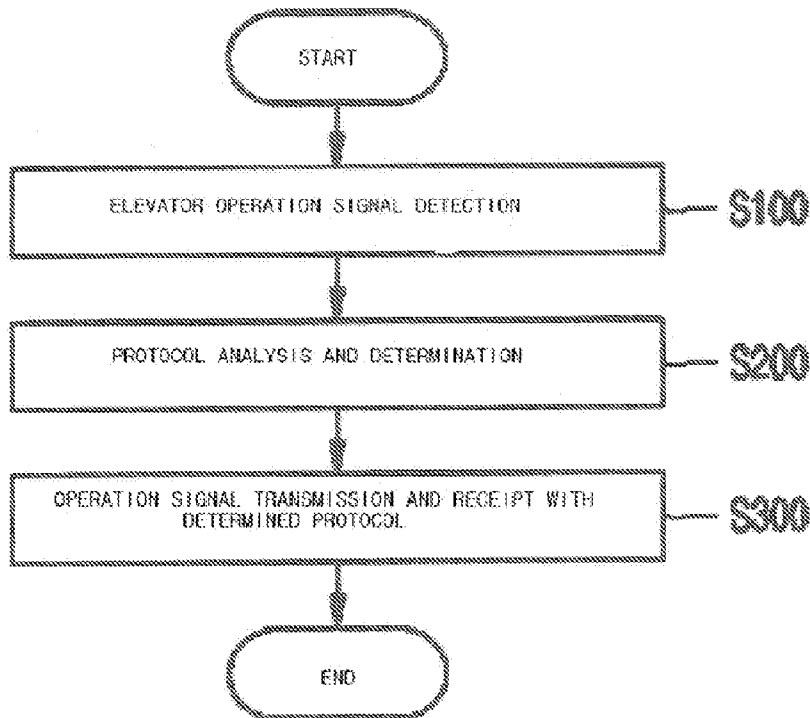 START
ELEVATOR OPERATION SIGNAL DETECTION
S100
PROTOCOL ANALYSIS AND DETERMINATION
S200
OPERATION SIGNAL TRANSMISSION AND RECEIPT WITH
DETERMINED PROTOCOL
S300
END